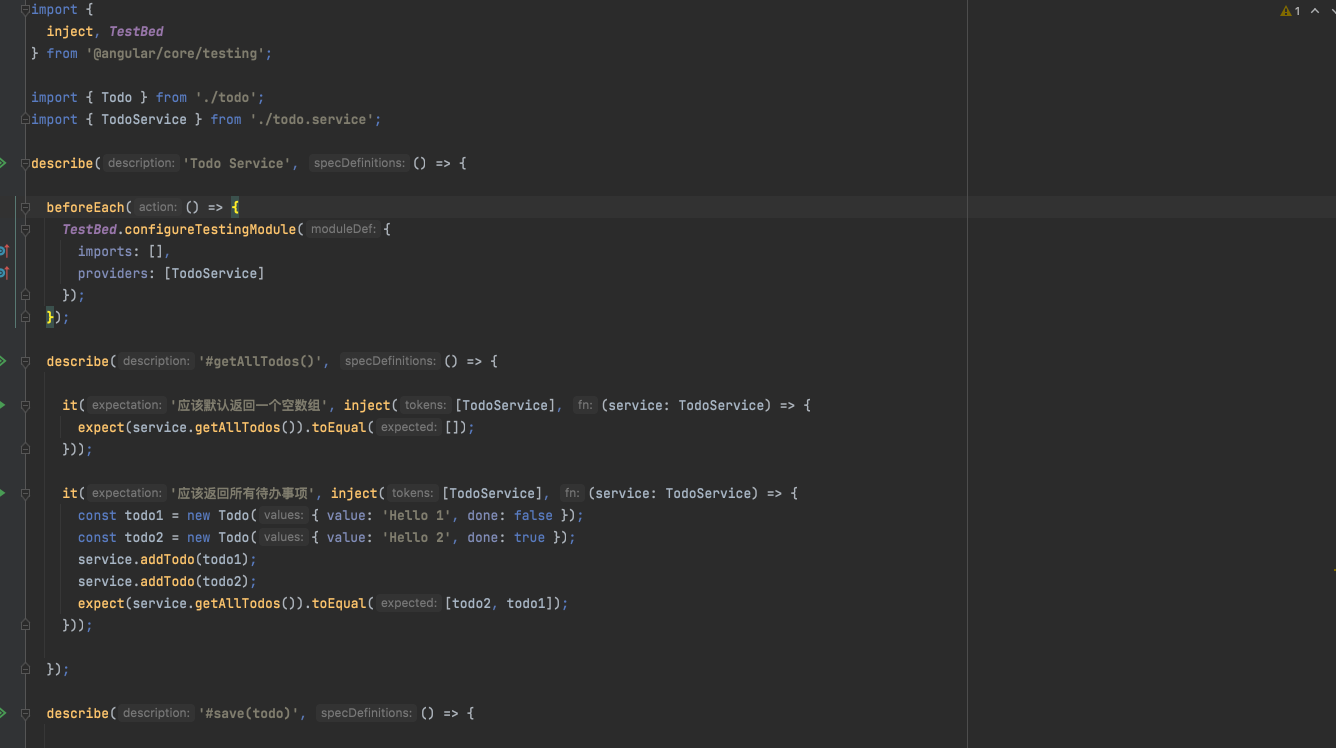 import {
inject, TestBed
} from '@angular/core/testing';
import { Todo } from './todo';
import { TodoService } from './todo.service';
describe( description: 'Todo Service', specDefinitions: () => {
beforeEach( action: () => {
TestBed.configureTestingModule( moduleDef: {
imports: [],
providers: [TodoService]
});
});
describe( description: '#getAllTodos()', specDefinitions: () => {
it( expectation: '应该默认返回一个空数组', inject( tokens: [TodoService], fn: (service: TodoService) => {
expect(service.getAllTodos()).toEqual( expected: []);
}));
it( expectation: '应该返回所有待办事项', inject( tokens: [TodoService], fn: (service: TodoService) => {
const todo1 = new Todo( values: { value: 'Hello 1', done: false });
const todo2 = new Todo( values: { value: 'Hello 2', done: true });
service.addTodo(todo1);
service.addTodo(todo2);
expect(service.getAllTodos()).toEqual( expected: [todo2, todo1]);
}));
});
describe( description: '#save(todo)', specDefinitions: () => {
1